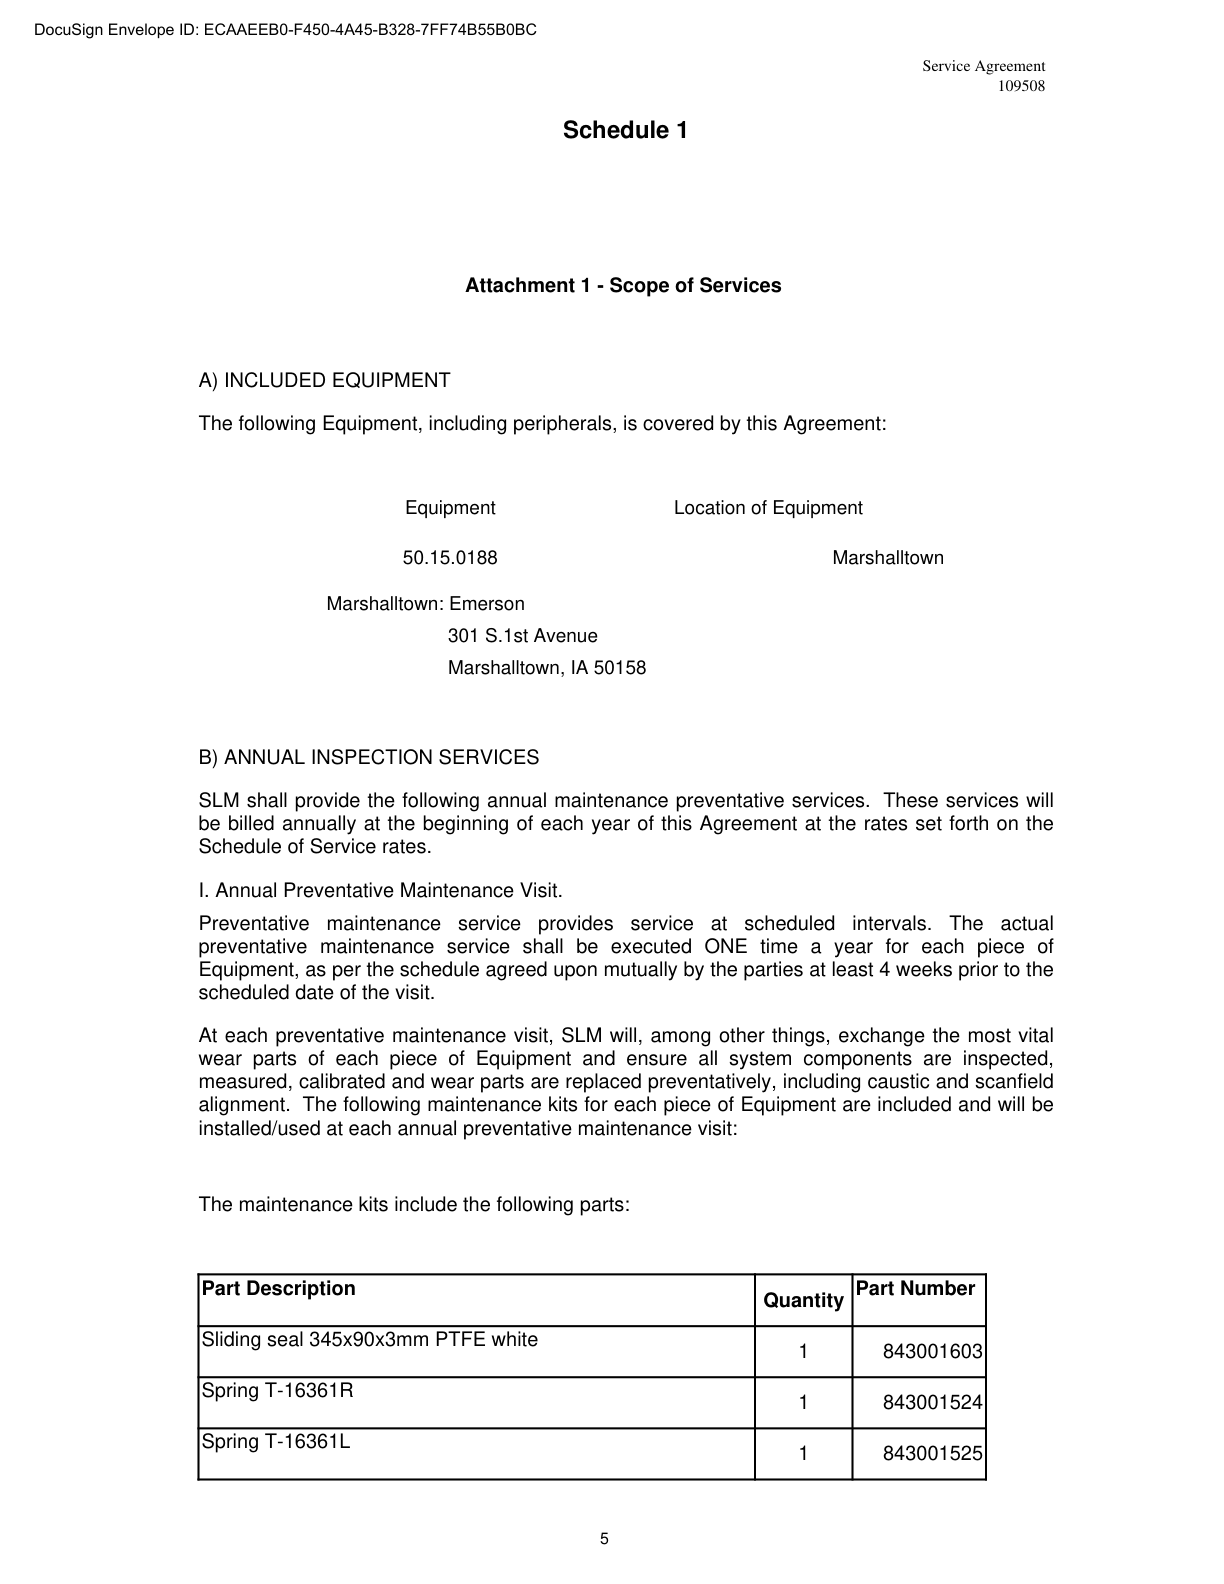 DocuSign Envelope ID: ECAAEEB0-F450-4A45-B328-7FF74B55B0BC
Service Agreement
109508
Schedule 1
Attachment 1 - Scope of Services
A) INCLUDED EQUIPMENT
The following Equipment, including peripherals, is covered by this Agreement:
Equipment Location of Equipment
50.15.0188 Marshalltown
Marshalltown: Emerson
301 S.1st Avenue
Marshalltown, IA 50158
B) ANNUAL INSPECTION SERVICES
SLM shall provide the following annual maintenance preventative services. These services will
be billed annually at the beginning of each year of this Agreement at the rates set forth on the
Schedule of Service rates.
I. Annual Preventative Maintenance Visit.
Preventative maintenance service provides service at scheduled intervals. The actual
preventative maintenance service shall be executed ONE time a year for each piece of
Equipment, as per the schedule agreed upon mutually by the parties at least 4 weeks prior to the
scheduled date of the visit.
At each preventative maintenance visit, SLM will, among other things, exchange the most vital
wear parts of each piece of Equipment and ensure all system components are inspected,
measured, calibrated and wear parts are replaced preventatively, including caustic and scanfield
alignment. The following maintenance kits for each piece of Equipment are included and will be
installed/used at each annual preventative maintenance visit:
The maintenance kits include the following parts:
Part Description Quantity Part Number
Sliding seal 345x90x3mm PTFE white 1 843001603
Spring T-16361R 1 843001524
Spring T-16361L 1 843001525
5